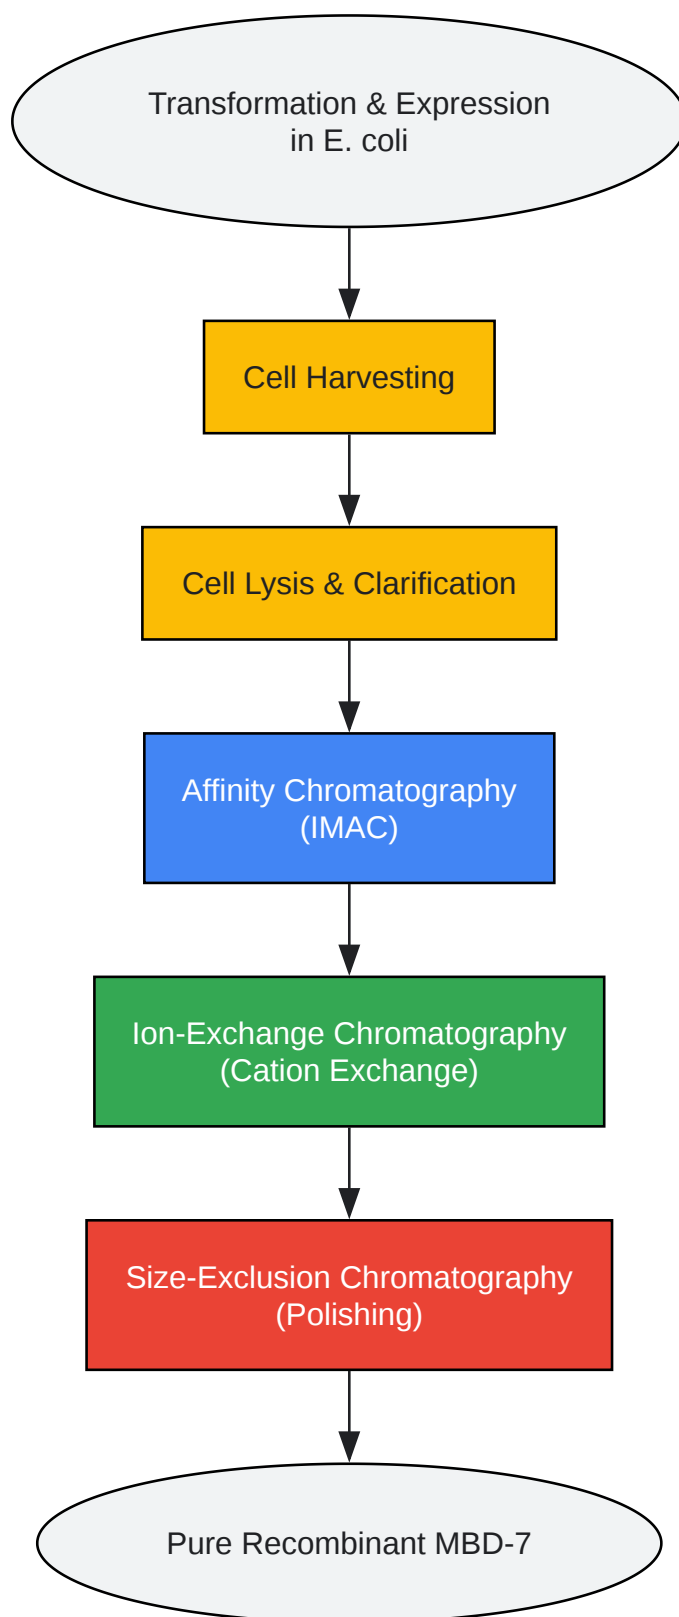 Transformation & Expression
in E. coli
Cell Harvesting
Cell Lysis & Clarification
Affinity Chromatography
(IMAC)
Ion-Exchange Chromatography
(Cation Exchange)
Size-Exclusion Chromatography
(Polishing)
Pure Recombinant MBD-7